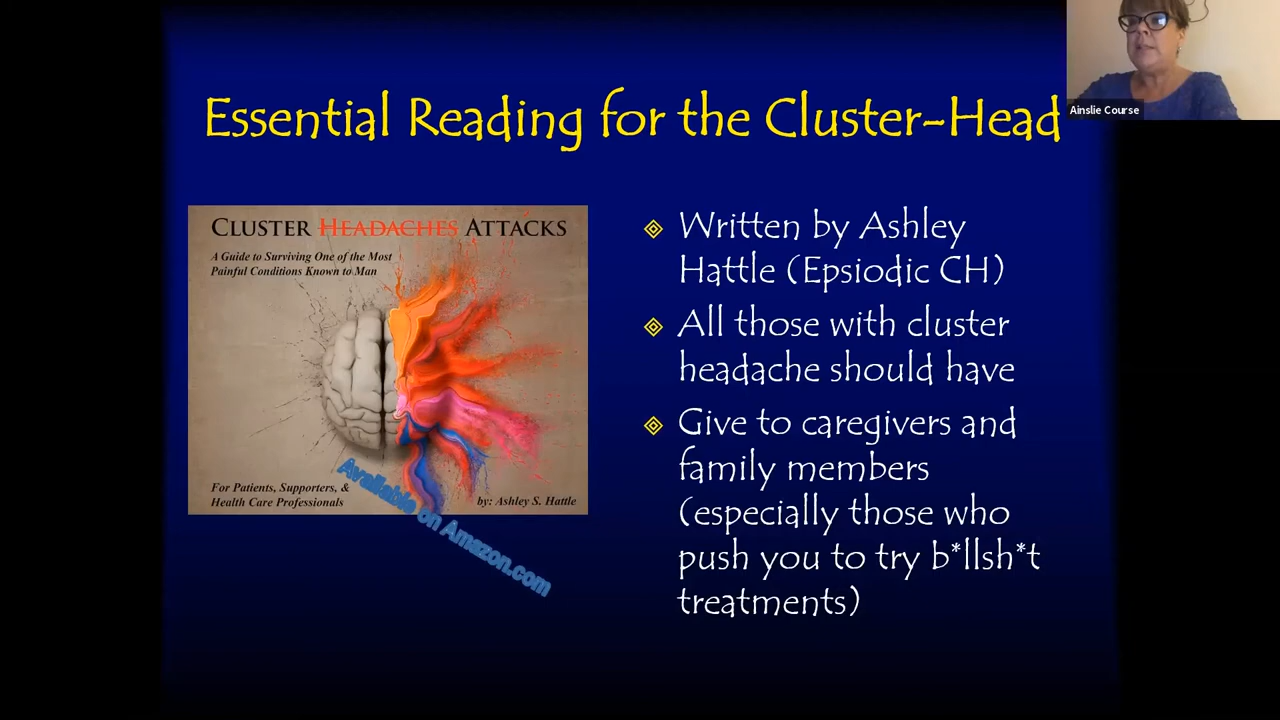 Ainslie Course
Essential Reading for the Cluster-Head
CLUSTER HEADACHES ATTACKS
A Guide to Surviving One of the Most
Painful Conditions Known to Man
For Patients, Supporters, &
Health Care Professionals
by: Ashley S. Hattle
Available on Amazon.com
Written by Ashley
Hattle (Epsiodic CH)
All those with cluster
headache should have
Give to caregivers and
family members
(especially those who
push you to try b*llsh*t
treatments)